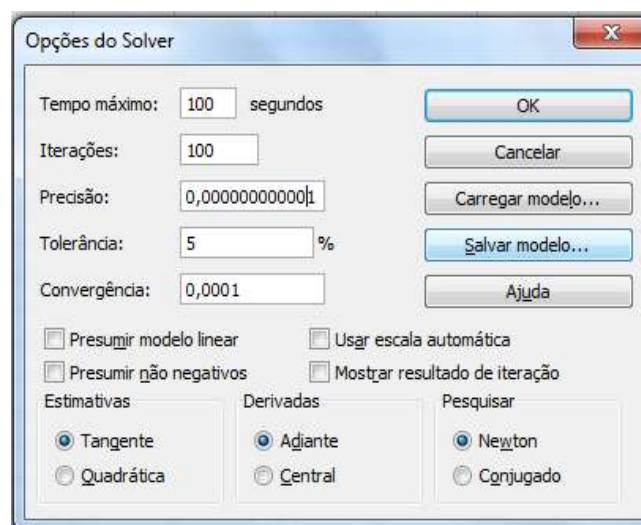 Opções do Solver
Tempo máximo: 100 segundos OK
Iterações: 100 Cancelar
Precisão: 0,00000000001 Carregar modelo...
Tolerância: 5 % Salvar modelo...
Convergência: 0,0001 Ajuda
Presumir modelo linear Usar escala automática
Presumir não negativos Mostrar resultado de iteração
Estimativas Derivadas Pesquisar
Tangente Adiante Newton
Quadrática Central Conjugado